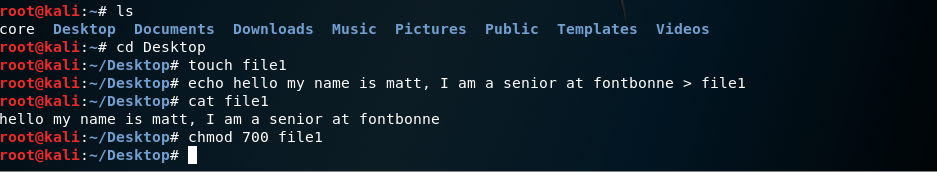 root@kali:~# ls
core  Desktop  Documents  Downloads  Music  Pictures  Public  Templates  Videos
root@kali:~# cd Desktop
root@kali:~/Desktop# touch file1
root@kali:~/Desktop# echo hello my name is matt, I am a senior at fontbonne > file1
root@kali:~/Desktop# cat file1
hello my name is matt, I am a senior at fontbonne
root@kali:~/Desktop# chmod 700 file1
root@kali:~/Desktop#